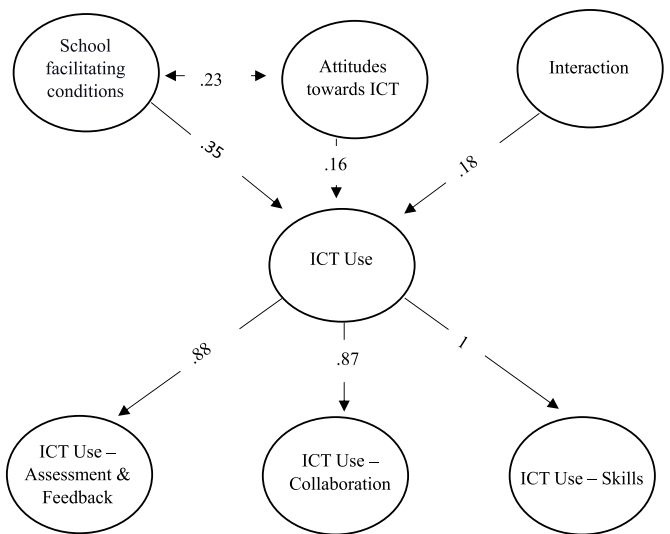 School
facilitating
conditions
.23
Attitudes
towards ICT
Interaction
.35
.16
.18
ICT Use
.88
.87
1
ICT Use –
Assessment &
Feedback
ICT Use –
Collaboration
ICT Use – Skills